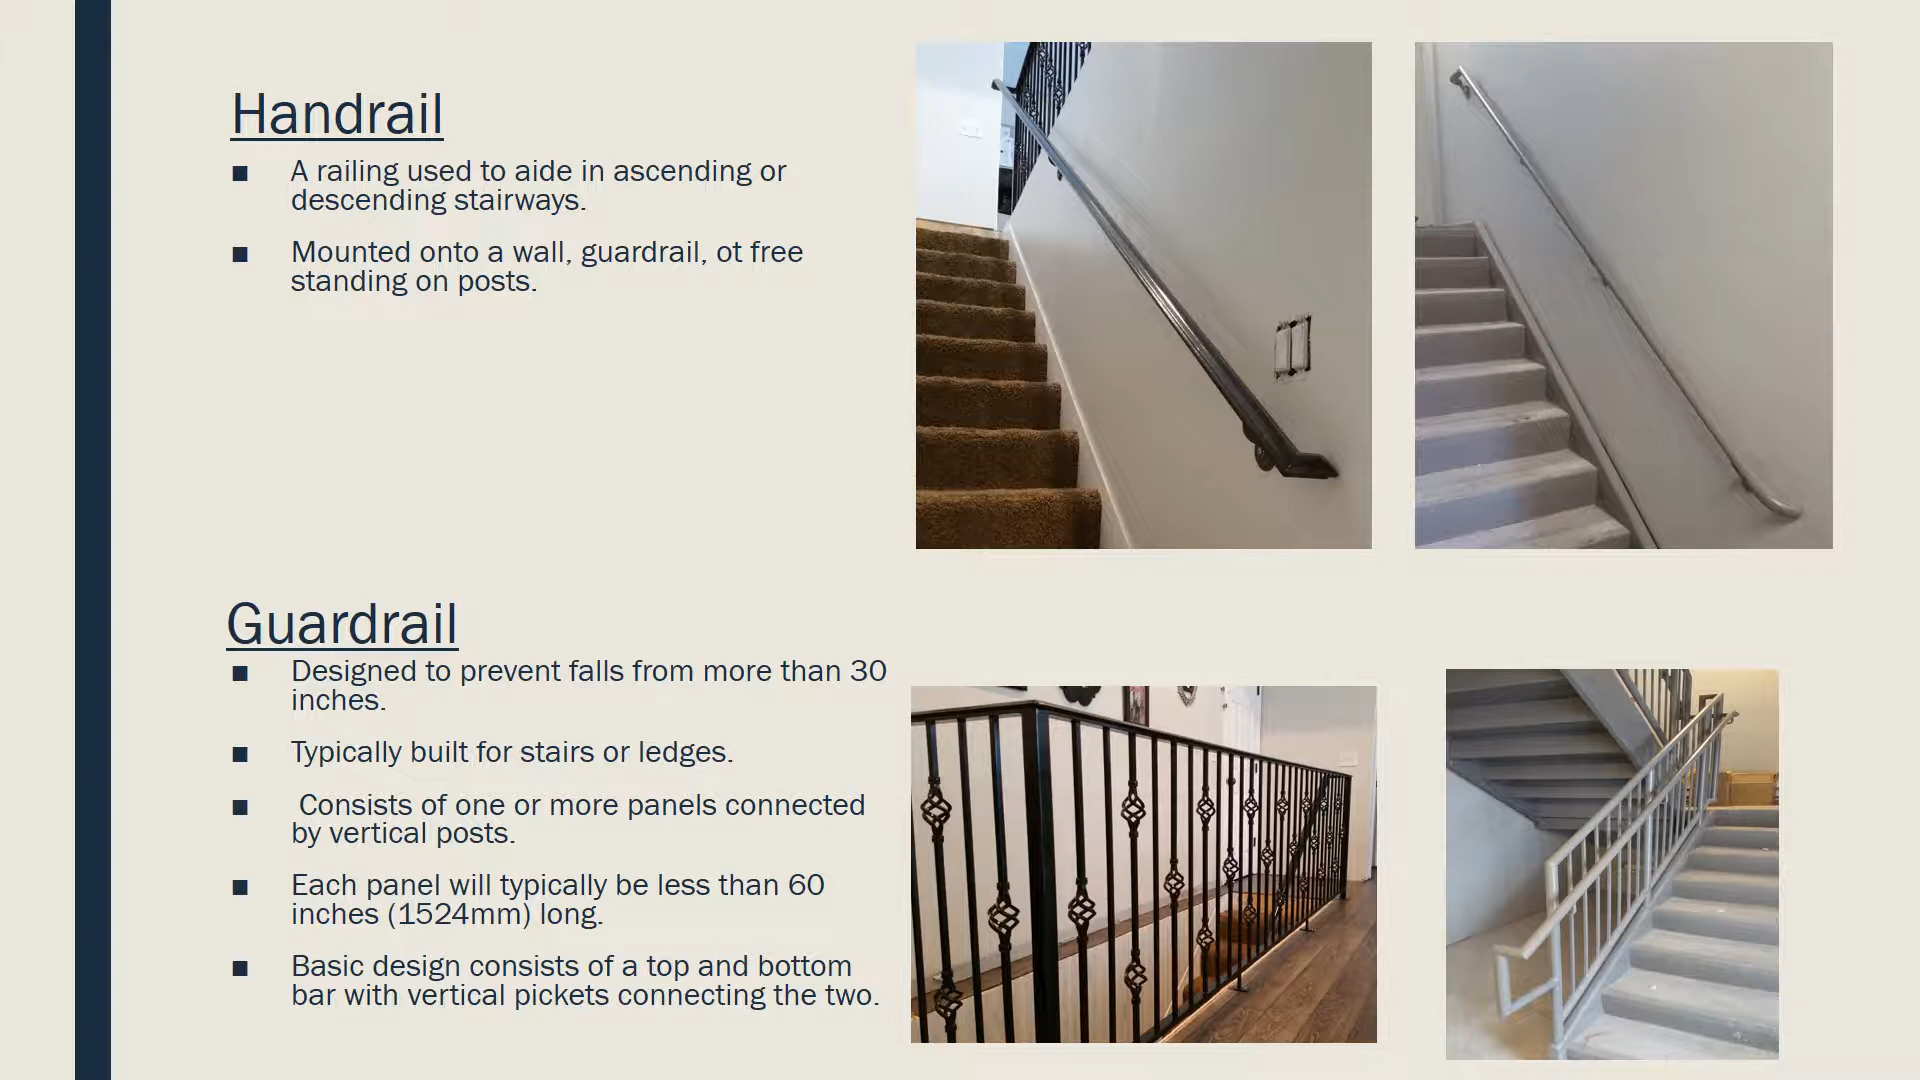 Handrail
■ A railing used to aide in ascending or
descending stairways.
■ Mounted onto a wall, guardrail, ot free
standing on posts.
Guardrail
■ Designed to prevent falls from more than 30
inches.
■ Typically built for stairs or ledges.
■ Consists of one or more panels connected
by vertical posts.
■ Each panel will typically be less than 60
inches (1524mm) long.
■ Basic design consists of a top and bottom
bar with vertical pickets connecting the two.